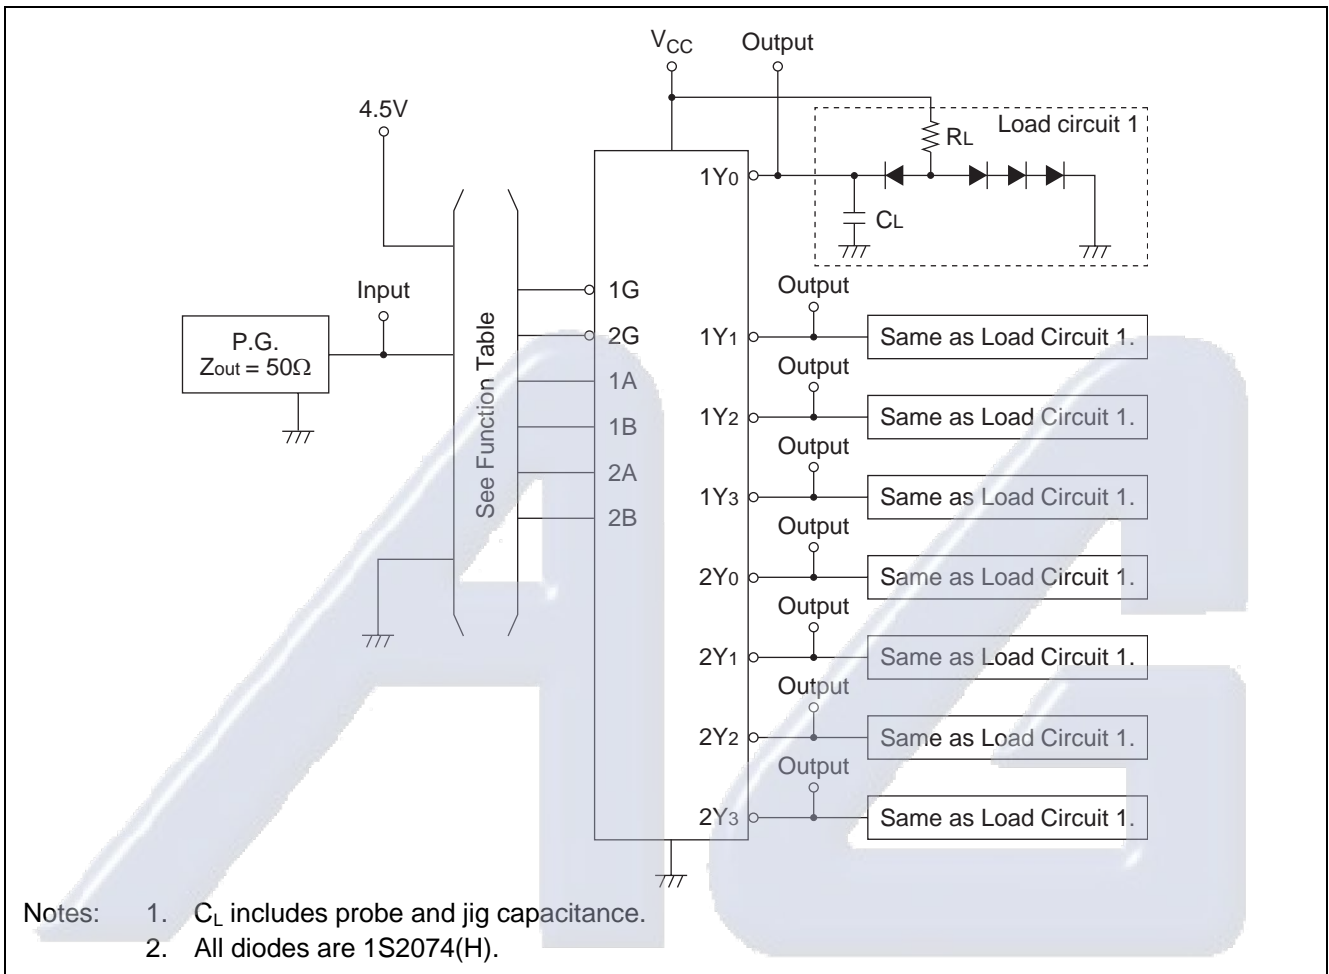 VCC
Output
4.5V
Load circuit 1
RL
1Y0
CL
Output
1G
Input
2G
1Y1
Same as Load Circuit 1.
P.G.
Zout = 50Ω
See Function Table
1A
Output
1B
1Y2
Same as Load Circuit 1.
Output
2A
1Y3
Same as Load Circuit 1.
2B
Output
2Y0
Same as Load Circuit 1.
Output
2Y1
Same as Load Circuit 1.
Output
2Y2
Same as Load Circuit 1.
Output
2Y3
Same as Load Circuit 1.
Notes: 1. CL includes probe and jig capacitance.
2. All diodes are 1S2074(H).
AG